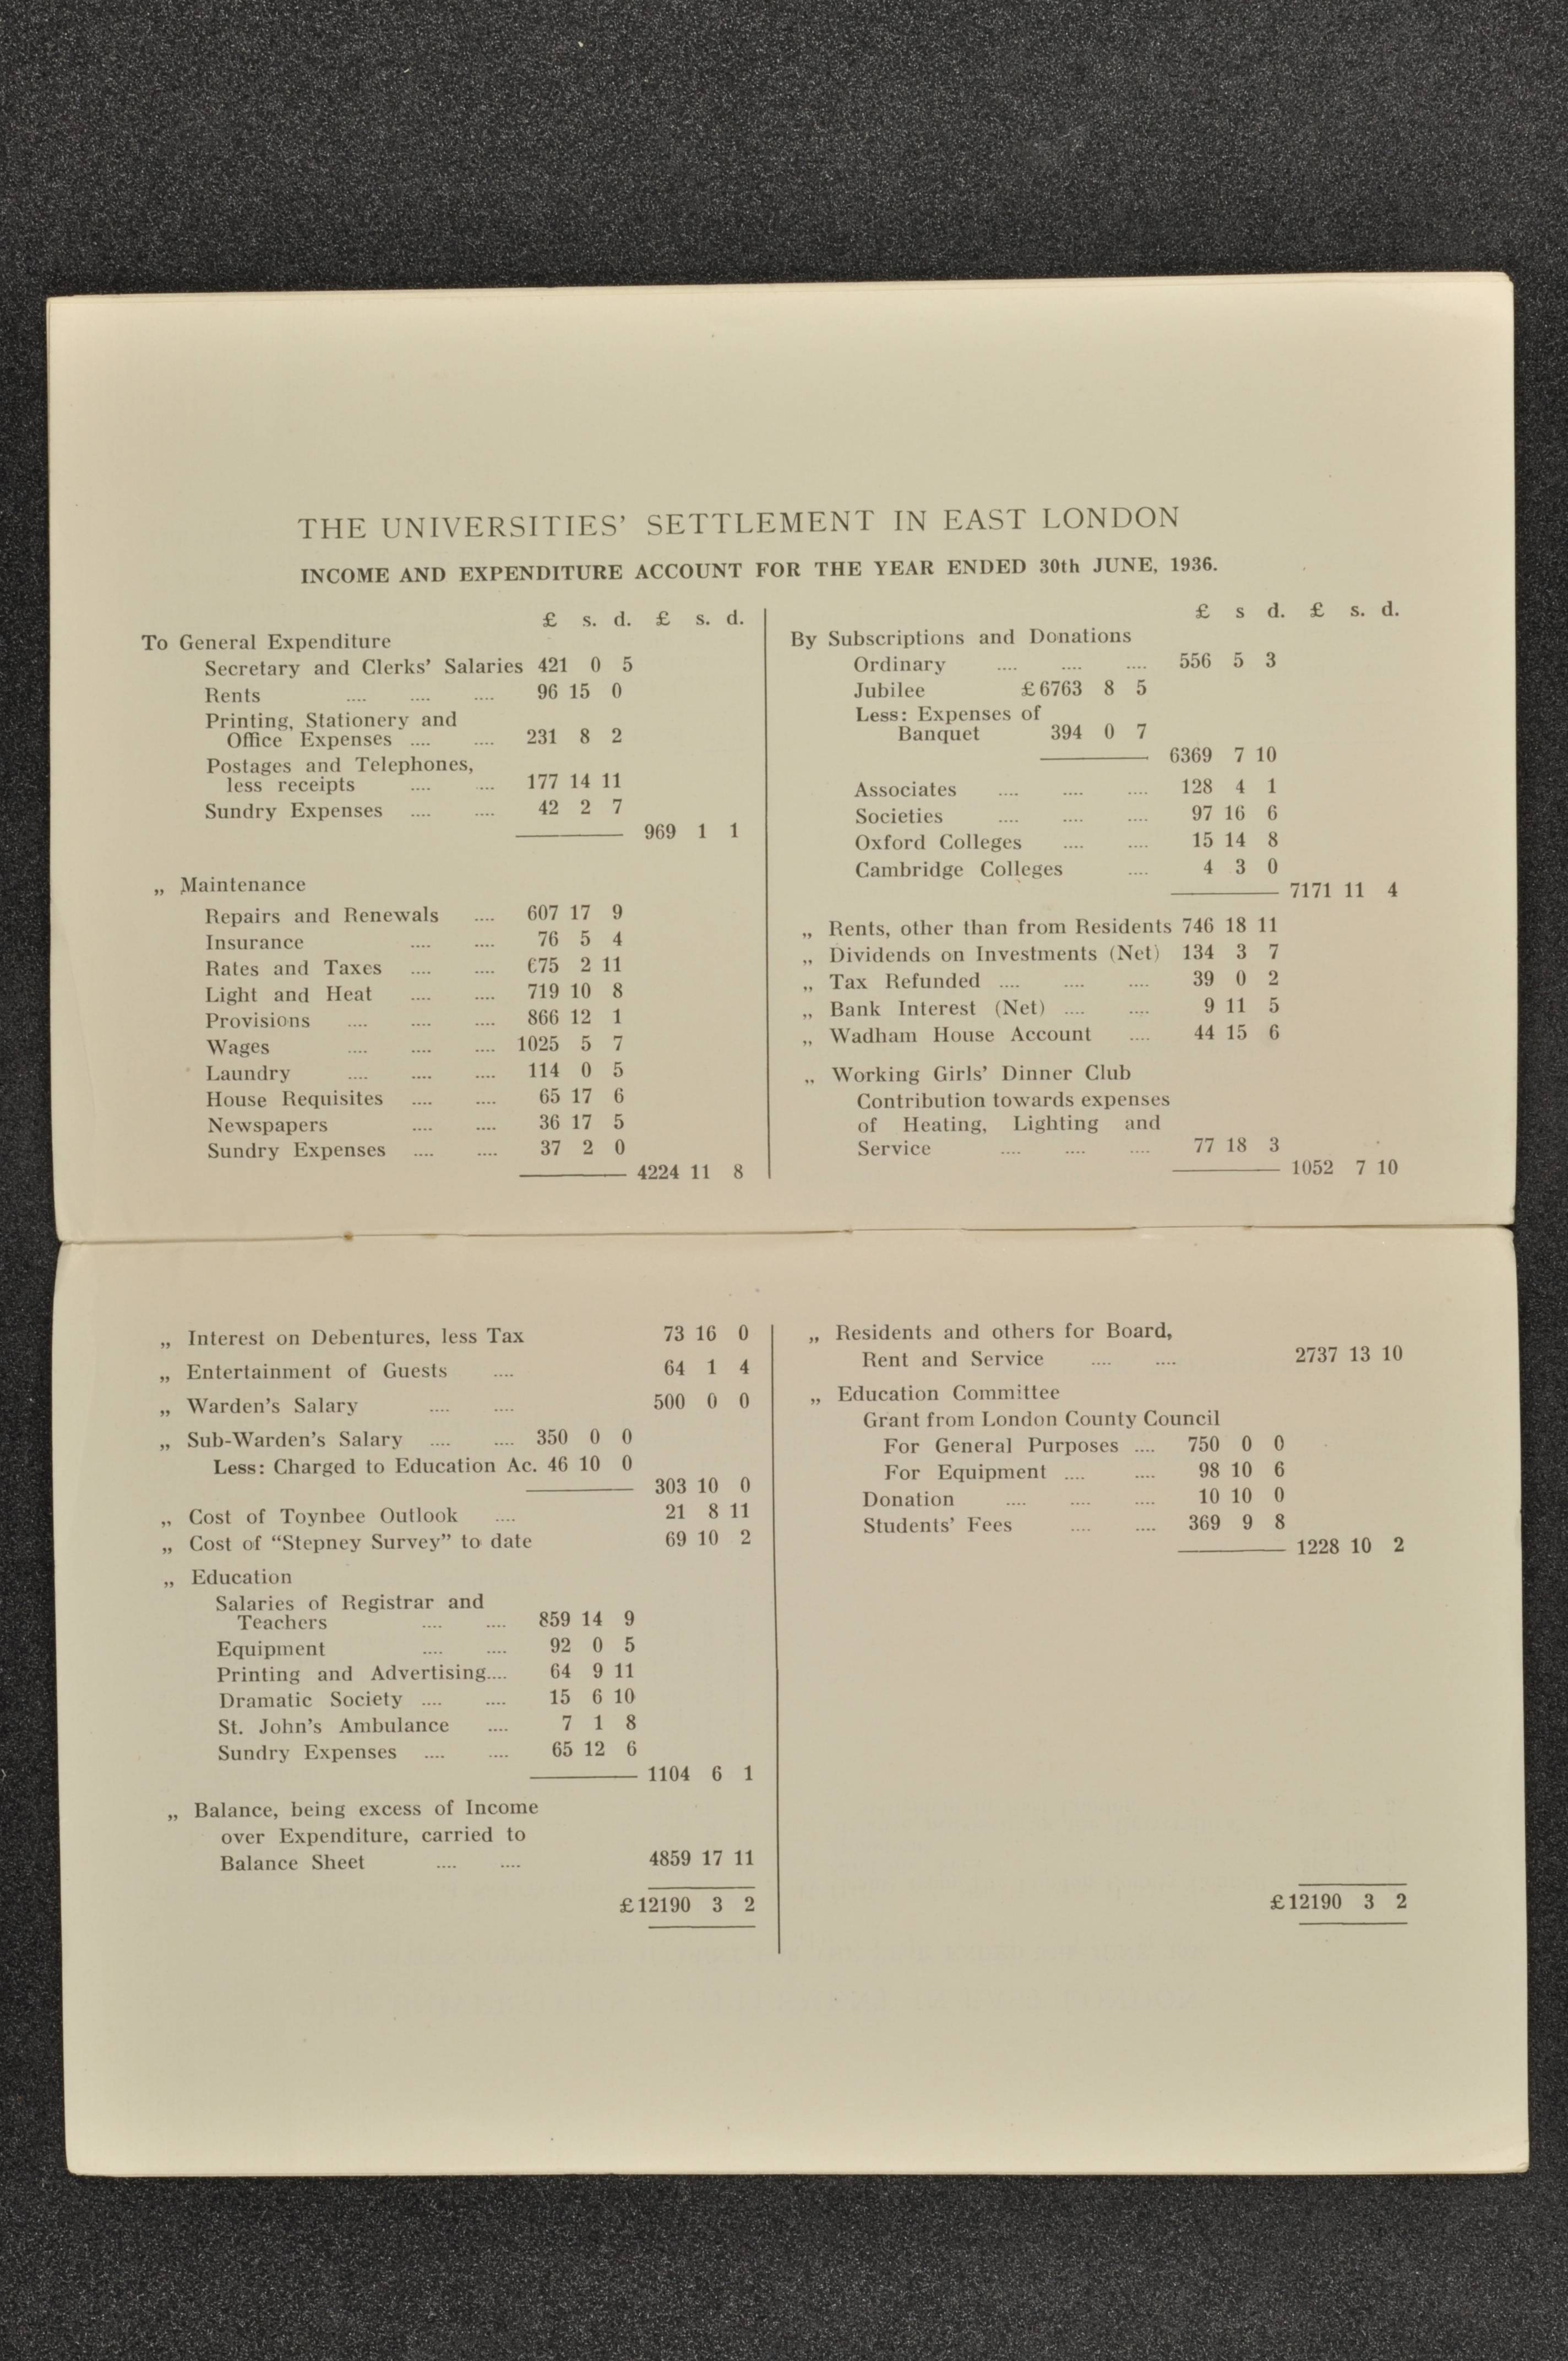 THE UNIVERSITIES' SETTLEMENT IN EAST LONDON
INCOME AND EXPENDITURE ACCOUNT FOR THE YEAR ENDED 30th JUNE, 1936.
£ s. d. £ s. d.
To General Expenditure
Secretary and Clerks' Salaries 421 0 5
Rents .... .... .... 96 15 0
Printing, Stationery and
Office Expenses .... .... 231 8 2
Postages and Telephones,
less receipts .... .... 177 14 11
Sundry Expenses .... .... 42 2 7
969 1 1
„ Maintenance
Repairs and Renewals .... 607 17 9
Insurance .... .... 76 5 4
Rates and Taxes .... .... 675 2 11
Light and Heat .... .... 719 10 8
Provisions .... .... .... 866 12 1
Wages .... .... .... 1025 5 7
Laundry .... .... .... 114 0 5
House Requisites .... .... 65 17 6
Newspapers .... .... 36 17 5
Sundry Expenses .... .... 37 2 0
4224 11 8
£ s d. £ s. d.
By Subscriptions and Donations
Ordinary .... .... .... 556 5 3
Jubilee £6763 8 5
Less: Expenses of
Banquet 394 0 7
6369 7 10
Associates .... .... .... 128 4 1
Societies .... .... .... 97 16 6
Oxford Colleges .... .... 15 14 8
Cambridge Colleges .... 4 3 0
7171 11 4
„ Rents, other than from Residents 746 18 11
„ Dividends on Investments (Net) 134 3 7
„ Tax Refunded .... .... .... 39 0 2
„ Bank Interest (Net) .... .... 9 11 5
„ Wadham House Account .... 44 15 6
„ Working Girls' Dinner Club
Contribution towards expenses
of Heating, Lighting and
Service .... .... .... 77 18 3
1052 7 10
„ Interest on Debentures, less Tax 73 16 0
„ Entertainment of Guests .... 64 1 4
„ Warden's Salary .... .... 500 0 0
„ Sub-Warden's Salary .... .... 350 0 0
Less: Charged to Education Ac. 46 10 0
303 10 0
„ Cost of Toynbee Outlook .... 21 8 11
„ Cost of "Stepney Survey" to date 69 10 2
„ Education
Salaries of Registrar and
Teachers .... .... 859 14 9
Equipment .... .... 92 0 5
Printing and Advertising.... 64 9 11
Dramatic Society .... .... 15 6 10
St. John's Ambulance .... 7 1 8
Sundry Expenses .... .... 65 12 6
1104 6 1
„ Balance, being excess of Income
over Expenditure, carried to
Balance Sheet .... .... 4859 17 11
£12190 3 2
„ Residents and others for Board,
Rent and Service .... .... 2737 13 10
„ Education Committee
Grant from London County Council
For General Purposes .... 750 0 0
For Equipment .... .... 98 10 6
Donation .... .... .... 10 10 0
Students' Fees .... .... 369 9 8
1228 10 2
£12190 3 2